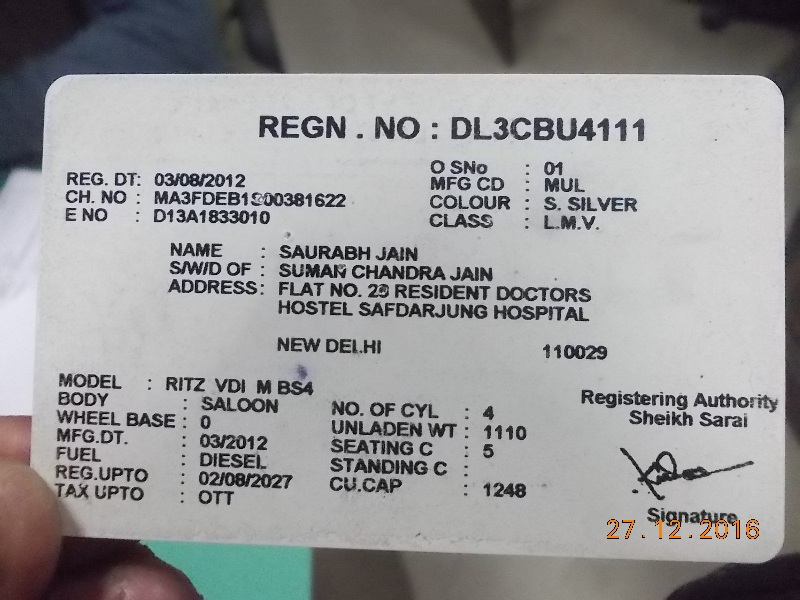 REGN . NO : DL3CBU4111
REG. DT: 03/08/2012
CH. NO : MA3FDEB1S00381622
E NO : D13A1833010
O SNo : 01
MFG CD : MUL
COLOUR : S. SILVER
CLASS : L.M.V.
NAME : SAURABH JAIN
S/W/D OF : SUMAN CHANDRA JAIN
ADDRESS: FLAT NO. RESIDENT DOCTORS
HOSTEL SAFDARJUNG HOSPITAL
NEW DELHI 110029
MODEL : RITZ VDI M BS4
BODY : SALOON
WHEEL BASE : 0
MFG.DT. : 03/2012
FUEL : DIESEL
REG.UPTO : 02/08/2027
TAX UPTO : OTT
NO. OF CYL : 4
UNLADEN WT : 1110
SEATING C : 5
STANDING C :
CU.CAP : 1248
Registering Authority
Sheikh Sarai
Signature
27.12.2016